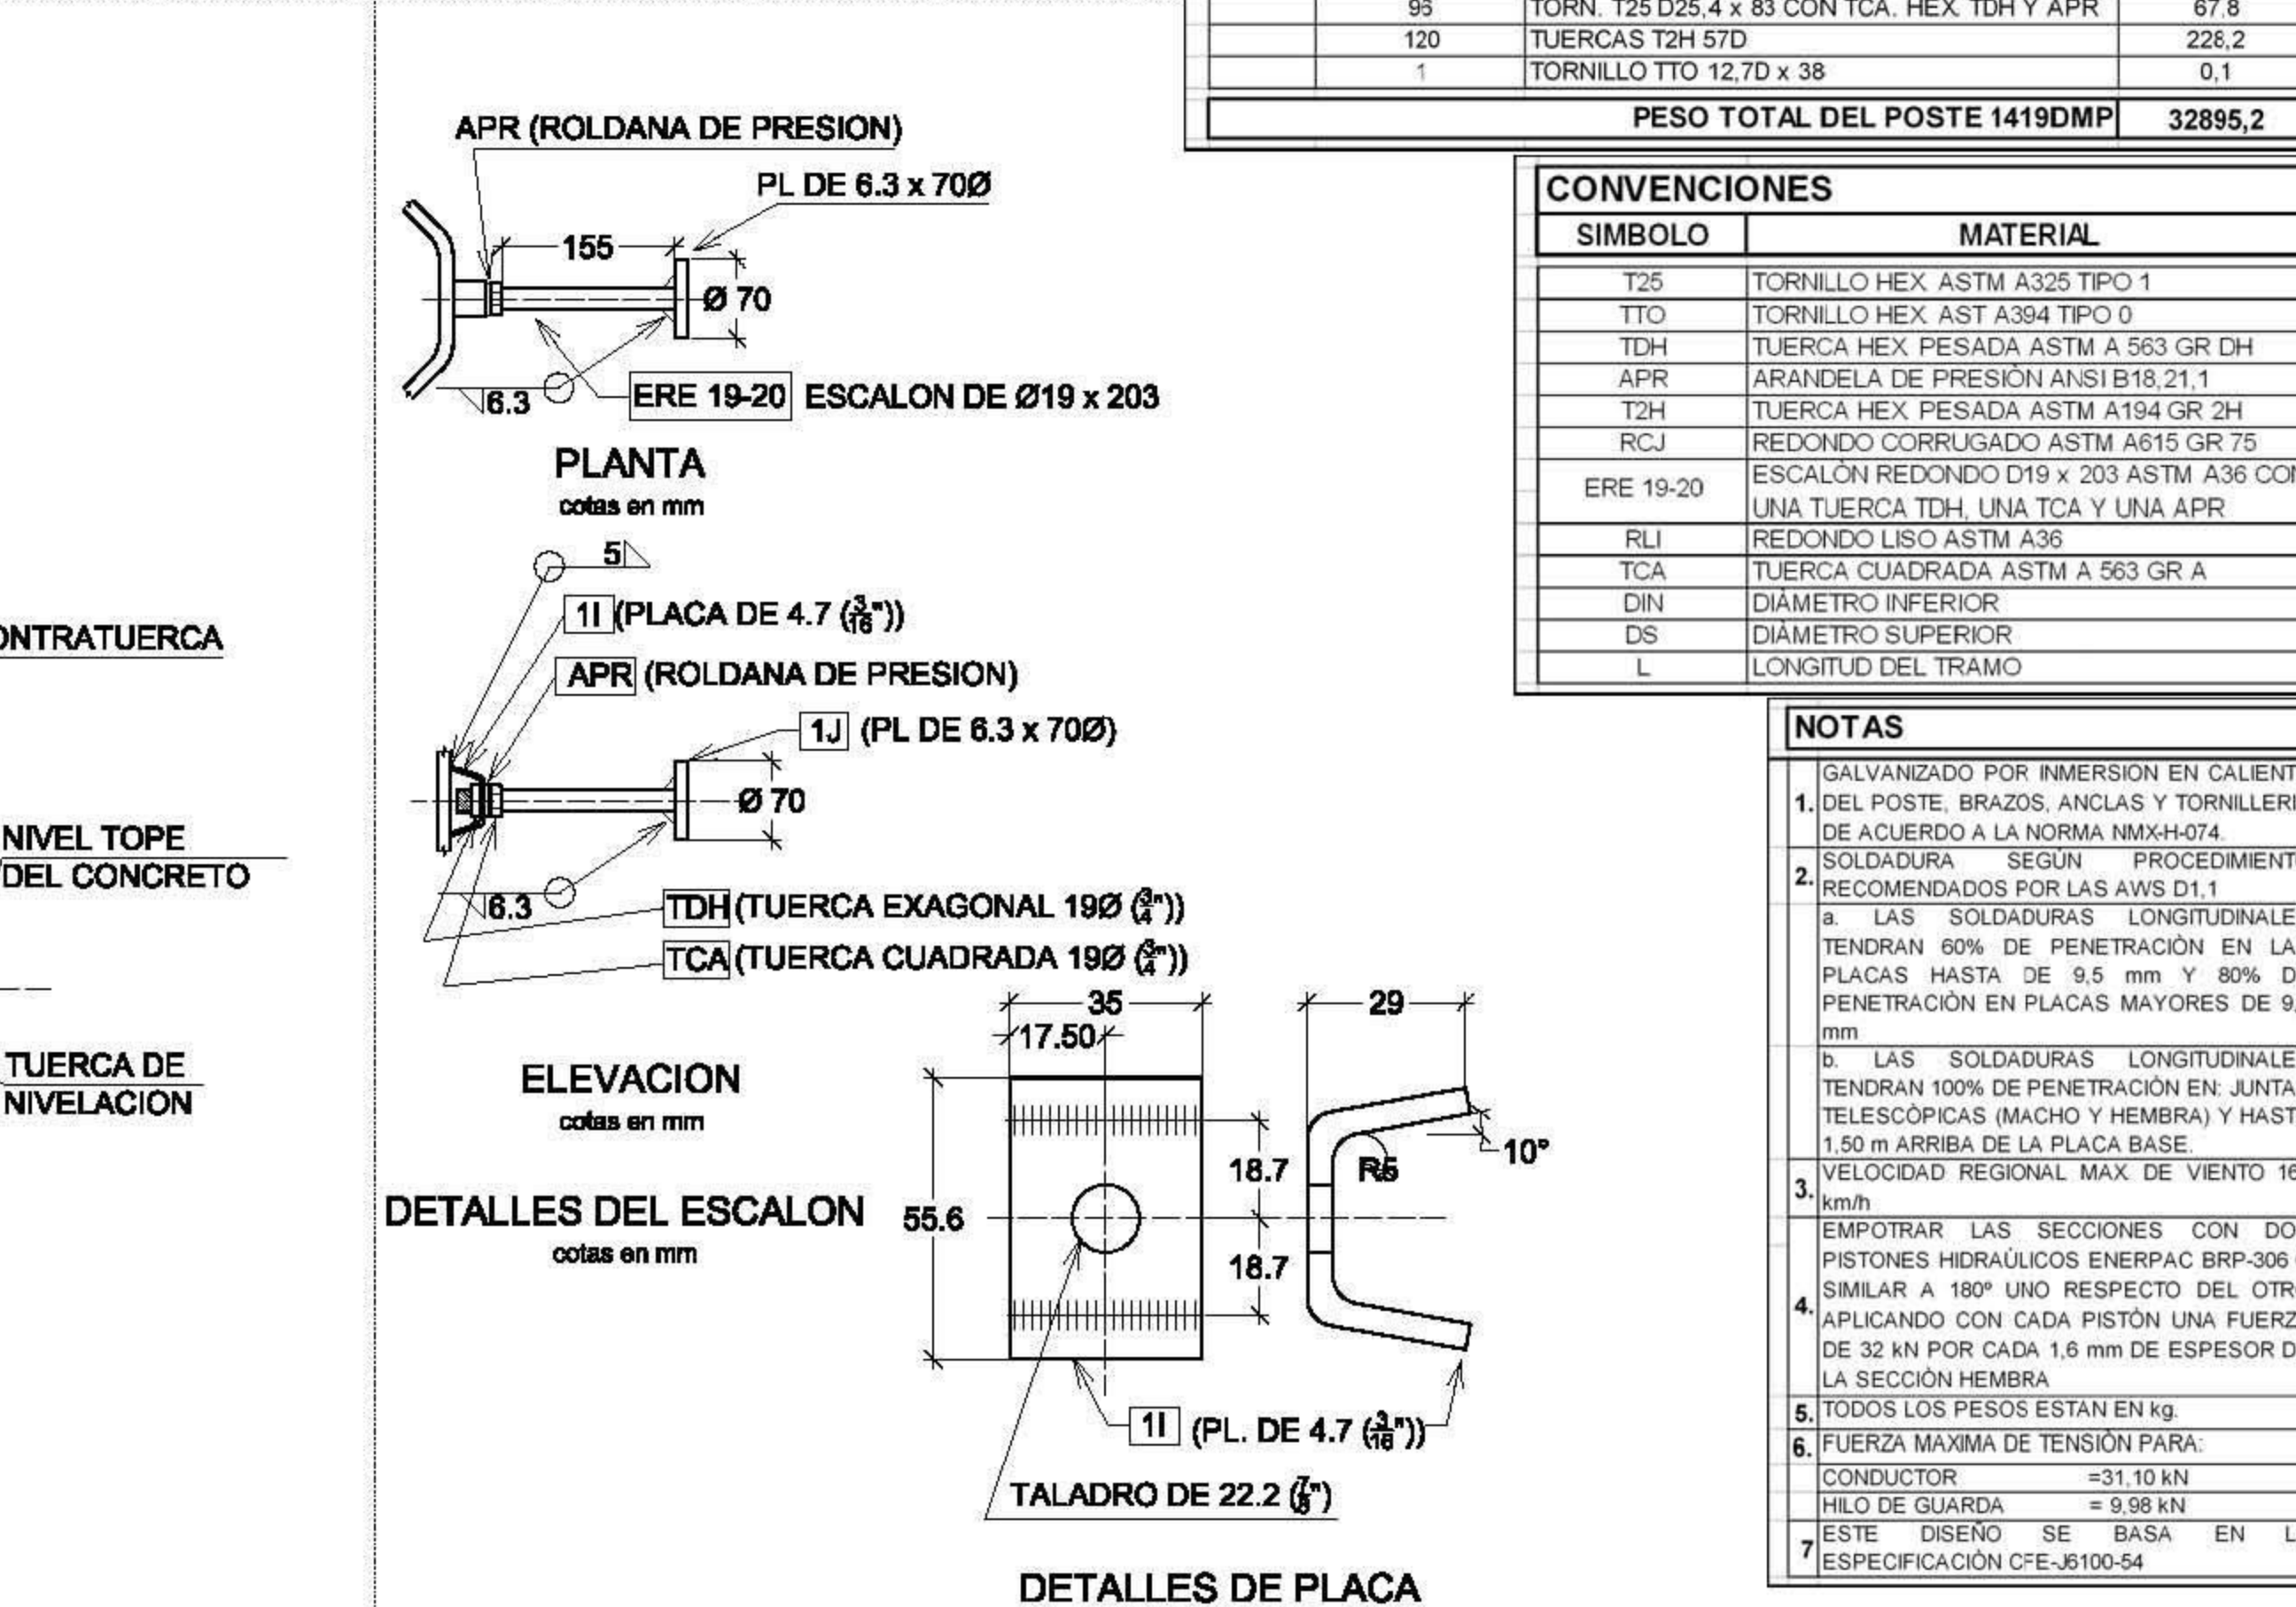 96 TORN. T25 D25,4 x 83 CON TCA. HEX. TDH Y APR 67,8
120 TUERCAS T2H 57D 228,2
1 TORNILLO TTO 12,7D x 38 0,1
PESO TOTAL DEL POSTE 1419DMP 32895,2
APR (ROLDANA DE PRESION)
PL DE 6.3 x 70Ø
155
Ø 70
6.3
ERE 19-20 ESCALON DE Ø19 x 203
PLANTA
cotas en mm
5
1I (PLACA DE 4.7 (3/16"))
APR (ROLDANA DE PRESION)
1J (PL DE 6.3 x 70Ø)
Ø 70
6.3
TDH (TUERCA EXAGONAL 19Ø (3/4"))
TCA (TUERCA CUADRADA 19Ø (3/4"))
ELEVACION
cotas en mm
DETALLES DEL ESCALON
cotas en mm
ONTRATUERCA
NIVEL TOPE
DEL CONCRETO
TUERCA DE
NIVELACION
35
17.50
29
55.6
18.7
18.7
R5
10°
1I (PL. DE 4.7 (3/16"))
TALADRO DE 22.2 (7/8")
DETALLES DE PLACA
CONVENCIONES
SIMBOLO MATERIAL
T25 TORNILLO HEX ASTM A325 TIPO 1
TTO TORNILLO HEX AST A394 TIPO 0
TDH TUERCA HEX PESADA ASTM A 563 GR DH
APR ARANDELA DE PRESIÒN ANSI B18,21,1
T2H TUERCA HEX PESADA ASTM A194 GR 2H
RCJ REDONDO CORRUGADO ASTM A615 GR 75
ERE 19-20 ESCALÒN REDONDO D19 x 203 ASTM A36 CON
UNA TUERCA TDH, UNA TCA Y UNA APR
RLI REDONDO LISO ASTM A36
TCA TUERCA CUADRADA ASTM A 563 GR A
DIN DIÀMETRO INFERIOR
DS DIÀMETRO SUPERIOR
L LONGITUD DEL TRAMO
NOTAS
1. GALVANIZADO POR INMERSION EN CALIENT
DEL POSTE, BRAZOS, ANCLAS Y TORNILLERI
DE ACUERDO A LA NORMA NMX-H-074.
2. SOLDADURA SEGÙN PROCEDIMIENT
RECOMENDADOS POR LAS AWS D1,1
a. LAS SOLDADURAS LONGITUDINALE
TENDRAN 60% DE PENETRACIÒN EN LA
PLACAS HASTA DE 9,5 mm Y 80% D
PENETRACIÒN EN PLACAS MAYORES DE 9,
mm
b. LAS SOLDADURAS LONGITUDINALE
TENDRAN 100% DE PENETRACIÒN EN: JUNTA
TELESCÒPICAS (MACHO Y HEMBRA) Y HAST
1,50 m ARRIBA DE LA PLACA BASE.
3. VELOCIDAD REGIONAL MAX. DE VIENTO 16
km/h
4. EMPOTRAR LAS SECCIONES CON DO
PISTONES HIDRAÙLICOS ENERPAC BRP-306
SIMILAR A 180º UNO RESPECTO DEL OTR
APLICANDO CON CADA PISTÒN UNA FUERZ
DE 32 kN POR CADA 1,6 mm DE ESPESOR D
LA SECCIÒN HEMBRA
5. TODOS LOS PESOS ESTAN EN kg.
6. FUERZA MAXIMA DE TENSIÒN PARA:
CONDUCTOR =31,10 kN
HILO DE GUARDA = 9,98 kN
7 ESTE DISEÑO SE BASA EN L
ESPECIFICACIÒN CFE-J6100-54